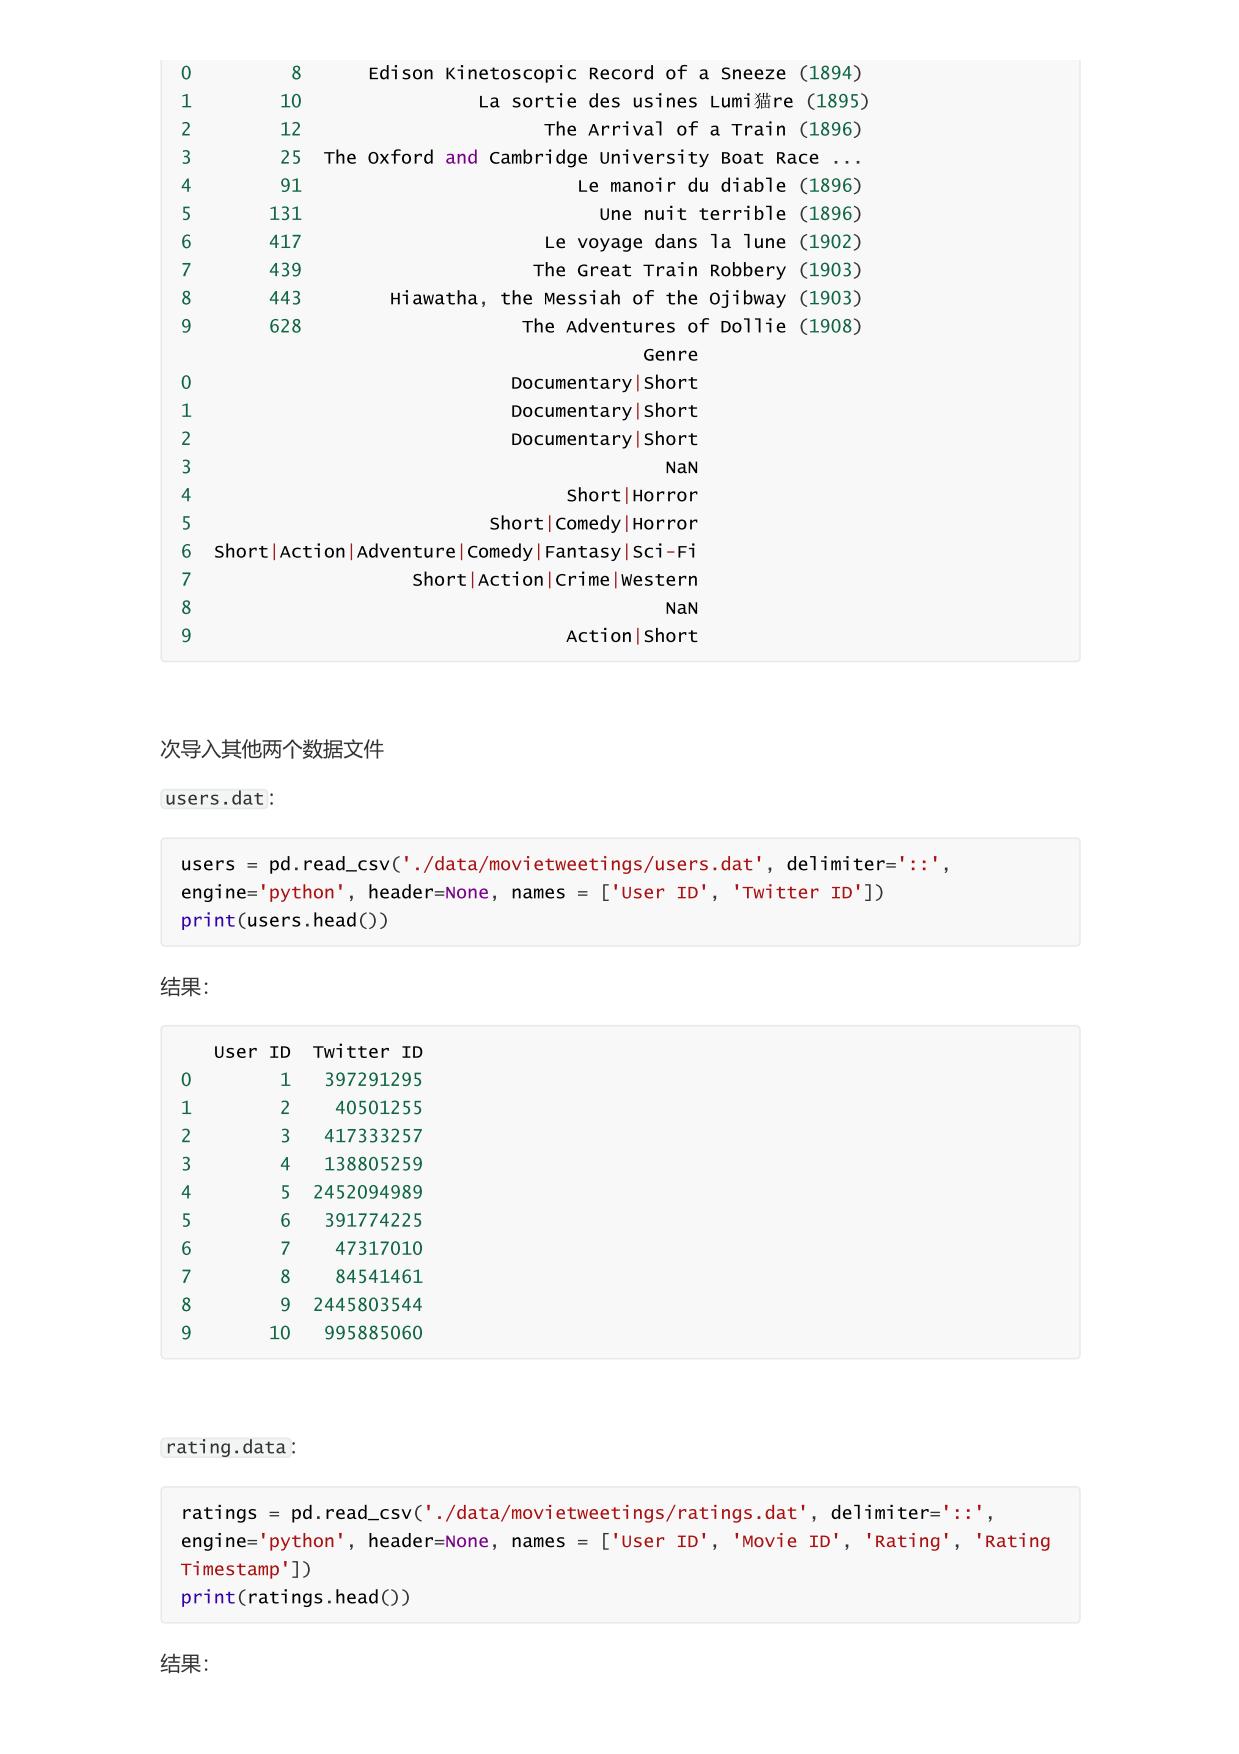 0         8      Edison Kinetoscopic Record of a Sneeze (1894)
1        10                La sortie des usines Lumi猫re (1895)
2        12                      The Arrival of a Train (1896)
3        25  The Oxford and Cambridge University Boat Race ...
4        91                         Le manoir du diable (1896)
5       131                           Une nuit terrible (1896)
6       417                      Le voyage dans la lune (1902)
7       439                     The Great Train Robbery (1903)
8       443        Hiawatha, the Messiah of the Ojibway (1903)
9       628                    The Adventures of Dollie (1908)
Genre
0                             Documentary|Short
1                             Documentary|Short
2                             Documentary|Short
3                                           NaN
4                                  Short|Horror
5                           Short|Comedy|Horror
6  Short|Action|Adventure|Comedy|Fantasy|Sci-Fi
7                    Short|Action|Crime|Western
8                                           NaN
9                                  Action|Short
次导入其他两个数据文件
users.dat:
users = pd.read_csv('./data/movietweetings/users.dat', delimiter='::',
engine='python', header=None, names = ['User ID', 'Twitter ID'])
print(users.head())
结果:
User ID  Twitter ID
0        1   397291295
1        2    40501255
2        3   417333257
3        4   138805259
4        5  2452094989
5        6   391774225
6        7    47317010
7        8    84541461
8        9  2445803544
9       10   995885060
rating.data:
ratings = pd.read_csv('./data/movietweetings/ratings.dat', delimiter='::',
engine='python', header=None, names = ['User ID', 'Movie ID', 'Rating', 'Rating
Timestamp'])
print(ratings.head())
结果: